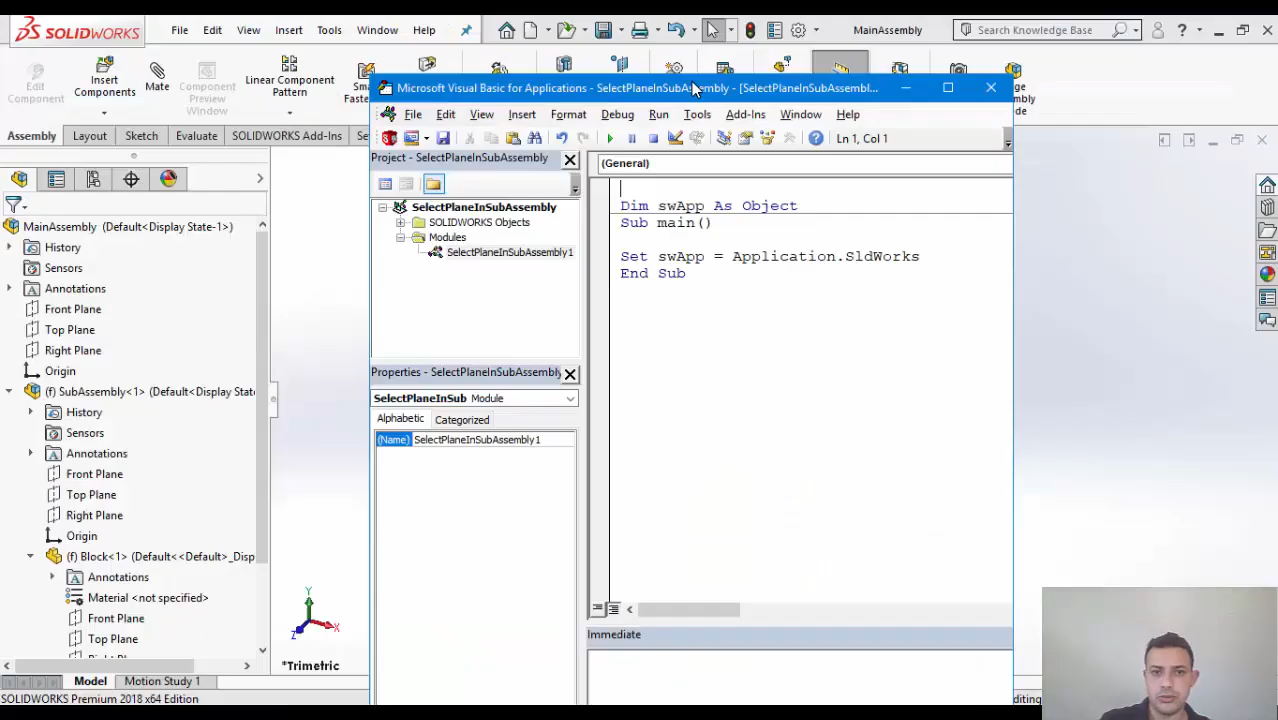 SOLIDWORKS File Edit View Insert Tools Window Help MainAssembly Search Knowledge Base ?
Edit Component
Insert Components
Mate
Linear Component Pattern
Assembly Layout Sketch Evaluate SOLIDWORKS Add-Ins
MainAssembly (Default<Display State-1>)
History
Sensors
Annotations
Front Plane
Top Plane
Right Plane
Origin
(f) SubAssembly<1> (Default<Display State
History
Sensors
Annotations
Front Plane
Top Plane
Right Plane
Origin
(f) Block<1> (Default<<Default>_Disp
Annotations
Material <not specified>
Front Plane
Top Plane
Y
Z
X
*Trimetric
Model Motion Study 1
SOLIDWORKS Premium 2018 x64 Edition
Microsoft Visual Basic for Applications - SelectPlaneInSubAssembly - [SelectPlaneInSubAssembl...
File Edit View Insert Format Debug Run Tools Add-Ins Window Help
Ln 1, Col 1
Project - SelectPlaneInSubAssembly
SelectPlaneInSubAssembly
SOLIDWORKS Objects
Modules
SelectPlaneInSubAssembly1
Properties - SelectPlaneInSubAssembly
SelectPlaneInSub Module
Alphabetic Categorized
(Name) SelectPlaneInSubAssembly1
(General)
Dim swApp As Object
Sub main()
Set swApp = Application.SldWorks
End Sub
Immediate